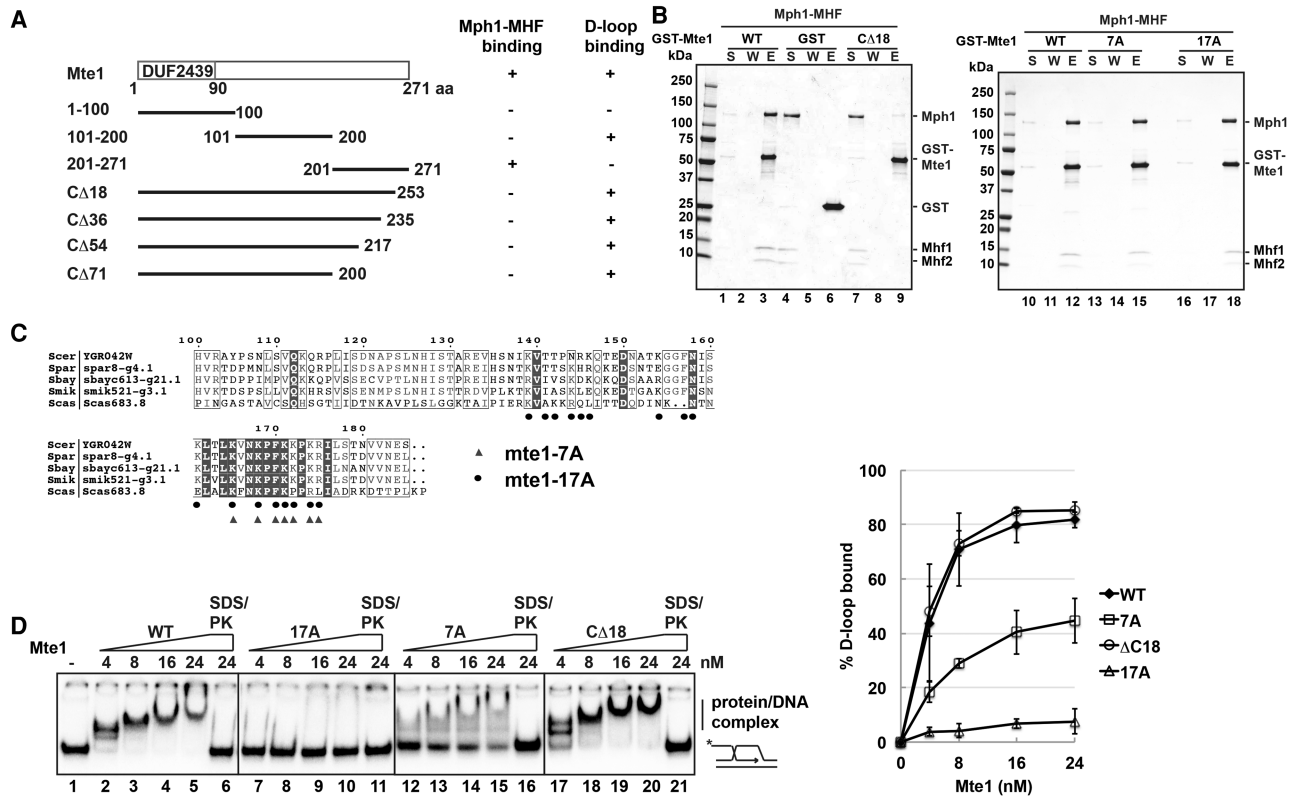 A
Mph1-MHF binding
D-loop binding
Mte1 DUF2439 + +
1 90 271 aa
1-100 100 - -
101-200 101 200 - +
201-271 201 271 + -
CΔ18 253 - +
CΔ36 235 - +
CΔ54 217 - +
CΔ71 200 - +
B
Mph1-MHF
GST-Mte1 WT GST CΔ18
kDa S W E S W E S W E
250
150
100
75
50
37
25
20
15
10
Mph1
GST-Mte1
GST
Mhf1
Mhf2
1 2 3 4 5 6 7 8 9
Mph1-MHF
GST-Mte1 WT 7A 17A
kDa S W E S W E S W E
250
150
100
75
50
37
25
20
15
10
Mph1
GST-Mte1
Mhf1
Mhf2
10 11 12 13 14 15 16 17 18
C
100 110 120 130 140 150 160
Scer YGR042W HVRAYPSNLSVQKQRPLISDNAPSLNHISTAREVHSNIKVTTPNRKQTEDNATKGGFNIS
Spar spar8-g4.1
Sbay sbayc613-g21.1
Smik smik521-g3.1
Scas Scas683.8
170 180
Scer YGR042W KLTLKVNKPFKKPKRILSTNVVNES..
Spar spar8-g4.1
Sbay sbayc613-g21.1
Smik smik521-g3.1
Scas Scas683.8 ELALKFNKPFKPPRLIADRKDTTPLKP
▲ mte1-7A
● mte1-17A
D
SDS/PK SDS/PK SDS/PK SDS/PK
WT 17A 7A CΔ18
Mte1
- 4 8 16 24 24 4 8 16 24 24 4 8 16 24 24 4 8 16 24 24 nM
protein/DNA complex
*
1 2 3 4 5 6 7 8 9 10 11 12 13 14 15 16 17 18 19 20 21
% D-loop bound
100
80
60
40
20
0
0 4 8 12 16 20 24
Mte1 (nM)
WT
7A
ΔC18
17A